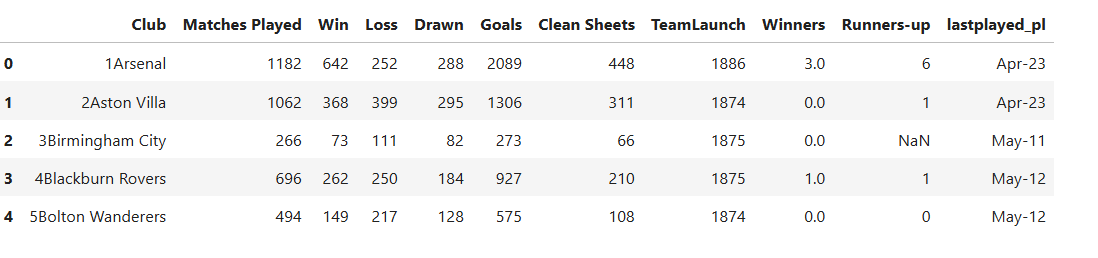 Club Matches Played Win Loss Drawn Goals Clean Sheets TeamLaunch Winners Runners-up lastplayed_pl
0 1Arsenal 1182 642 252 288 2089 448 1886 3.0 6 Apr-23
1 2Aston Villa 1062 368 399 295 1306 311 1874 0.0 1 Apr-23
2 3Birmingham City 266 73 111 82 273 66 1875 0.0 NaN May-11
3 4Blackburn Rovers 696 262 250 184 927 210 1875 1.0 1 May-12
4 5Bolton Wanderers 494 149 217 128 575 108 1874 0.0 0 May-12